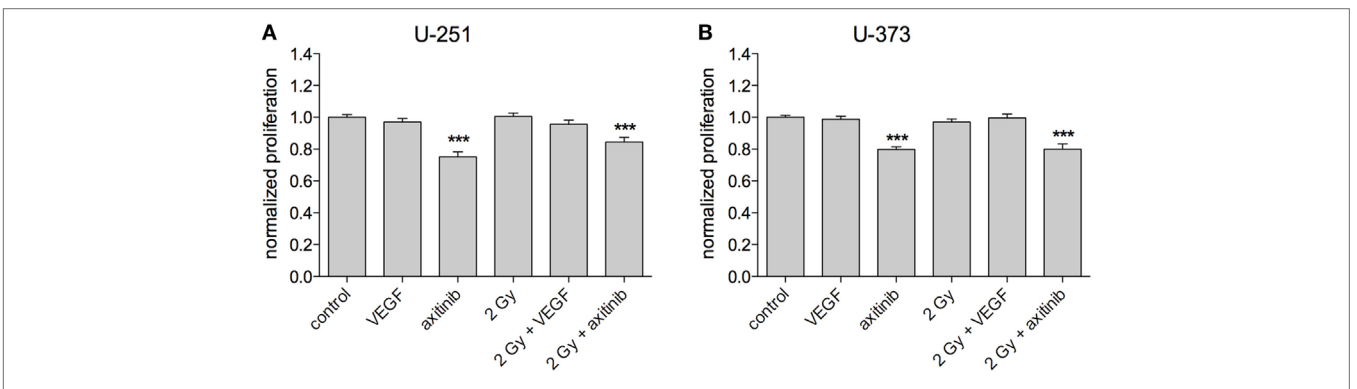 A
U-251
normalized proliferation
1.4
1.2
1.0
0.8
0.6
0.4
0.2
0.0
***
***
control
VEGF
axitinib
2 Gy
2 Gy + VEGF
2 Gy + axitinib
B
U-373
normalized proliferation
1.4
1.2
1.0
0.8
0.6
0.4
0.2
0.0
***
***
control
VEGF
axitinib
2 Gy
2 Gy + VEGF
2 Gy + axitinib